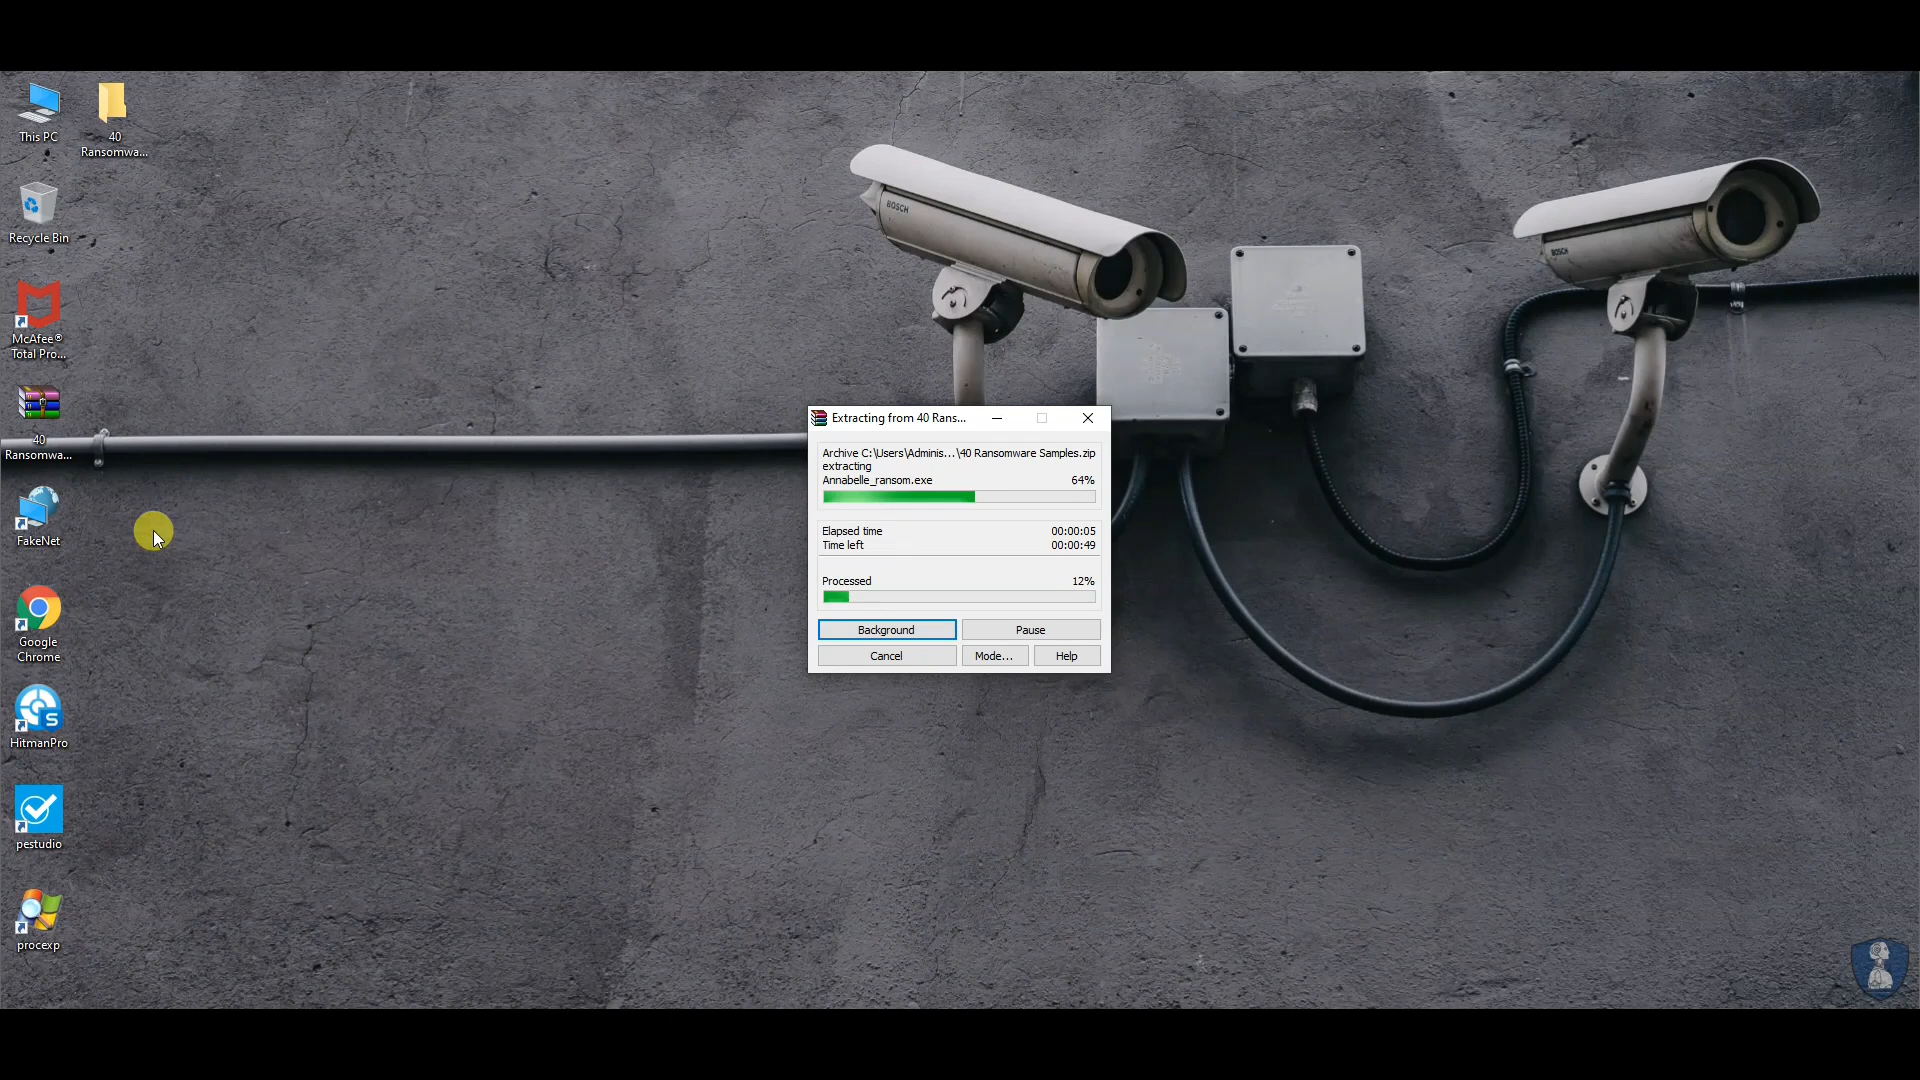 This PC
40
Ransomwa...
Recycle Bin
McAfee®
Total Pro...
40
Ransomwa...
FakeNet
Google
Chrome
HitmanPro
pestudio
procexp
BOSCH
BOSCH
Extracting from 40 Rans...
Archive C:\Users\Adminis...\40 Ransomware Samples.zip
extracting
Annabelle_ransom.exe 64%
Elapsed time 00:00:05
Time left 00:00:49
Processed 12%
Background Pause
Cancel Mode... Help